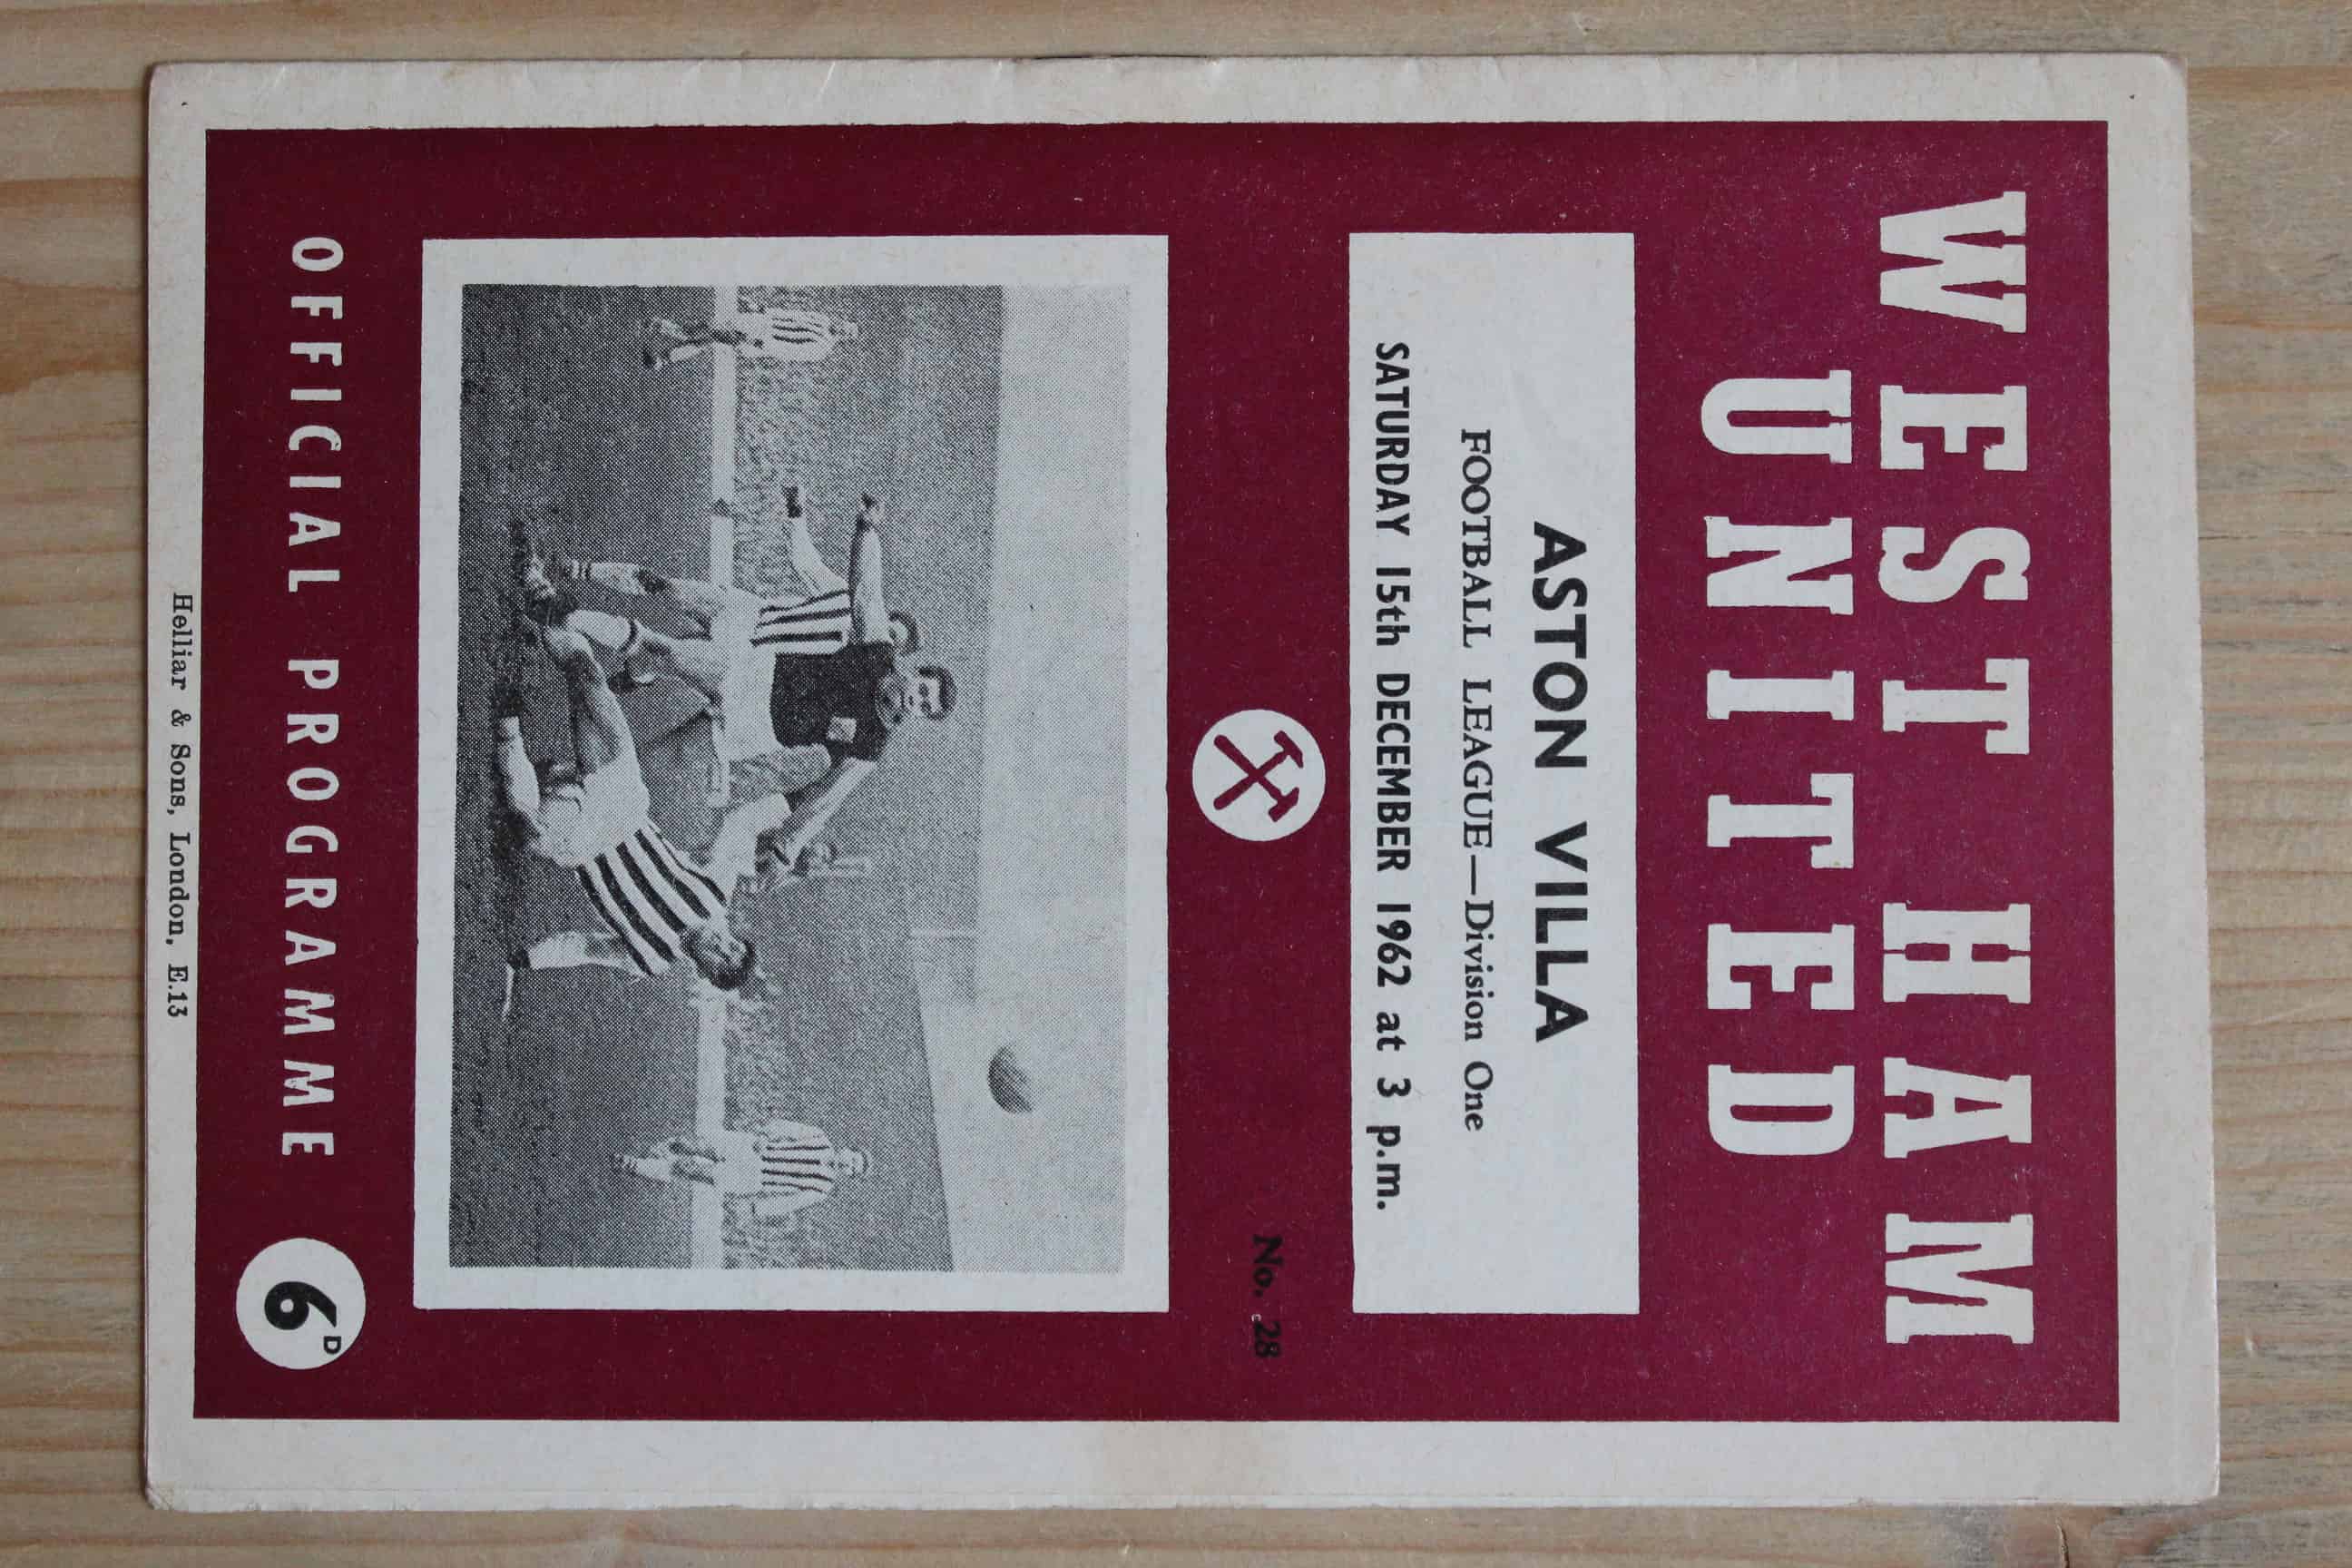 WEST HAM
UNITED
ASTON VILLA
FOOTBALL LEAGUE—Division One
SATURDAY 15th DECEMBER 1962 at 3 p.m.
No. 28
OFFICIAL PROGRAMME
6D
Helliar & Sons, London, E.13